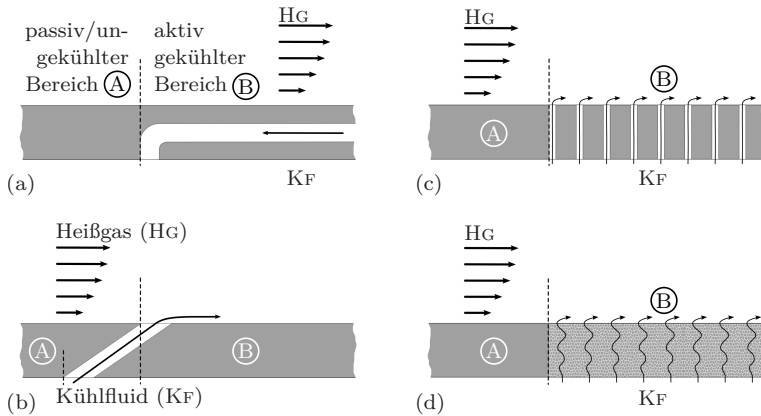 passiv/un-
gekühlter
Bereich A
aktiv
gekühlter
Bereich B
HG
KF
(a)
HG
B
A
KF
(c)
Heißgas (HG)
A
B
Kühlfluid (KF)
(b)
HG
B
A
KF
(d)